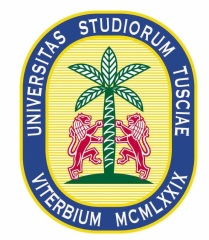 UNIVERSITAS STUDIORUM TUSCIAE
VITERBIUM MCMLXXIX